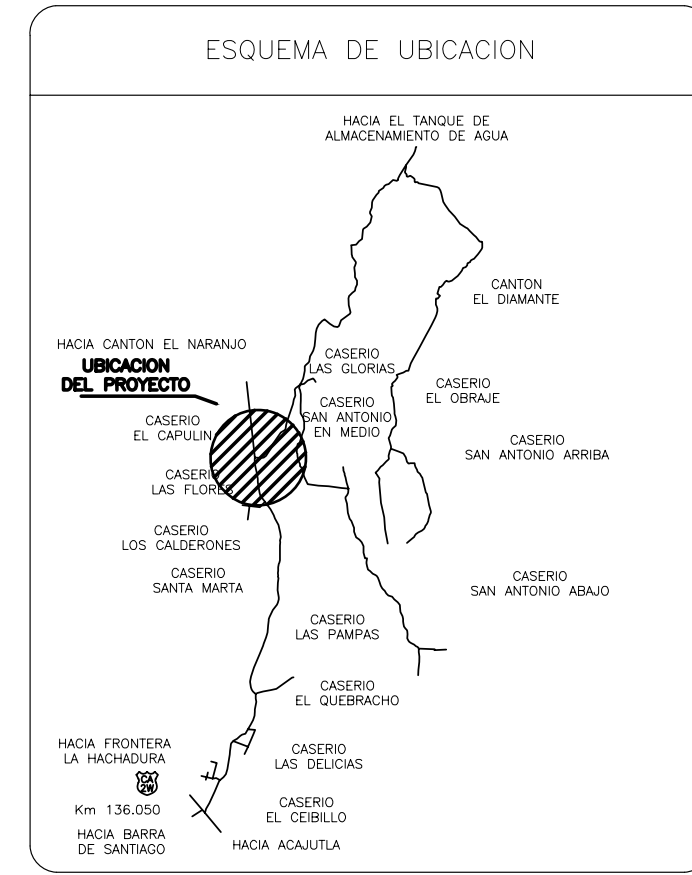 ESQUEMA DE UBICACION
HACIA EL TANQUE DE
ALMACENAMIENTO DE AGUA
CANTON
EL DIAMANTE
HACIA CANTON EL NARANJO
UBICACION
DEL PROYECTO
CASERIO
LAS GLORIAS
CASERIO
EL OBRAJE
CASERIO
SAN ANTONIO
EN MEDIO
CASERIO
EL CAPULIN
CASERIO
SAN ANTONIO ARRIBA
CASERIO
LAS FLORES
CASERIO
LOS CALDERONES
CASERIO
SANTA MARTA
CASERIO
SAN ANTONIO ABAJO
CASERIO
LAS PAMPAS
CASERIO
EL QUEBRACHO
HACIA FRONTERA
LA HACHADURA
CASERIO
LAS DELICIAS
CA
2W
Km 136.050
CASERIO
EL CEIBILLO
HACIA BARRA
DE SANTIAGO
HACIA ACAJUTLA